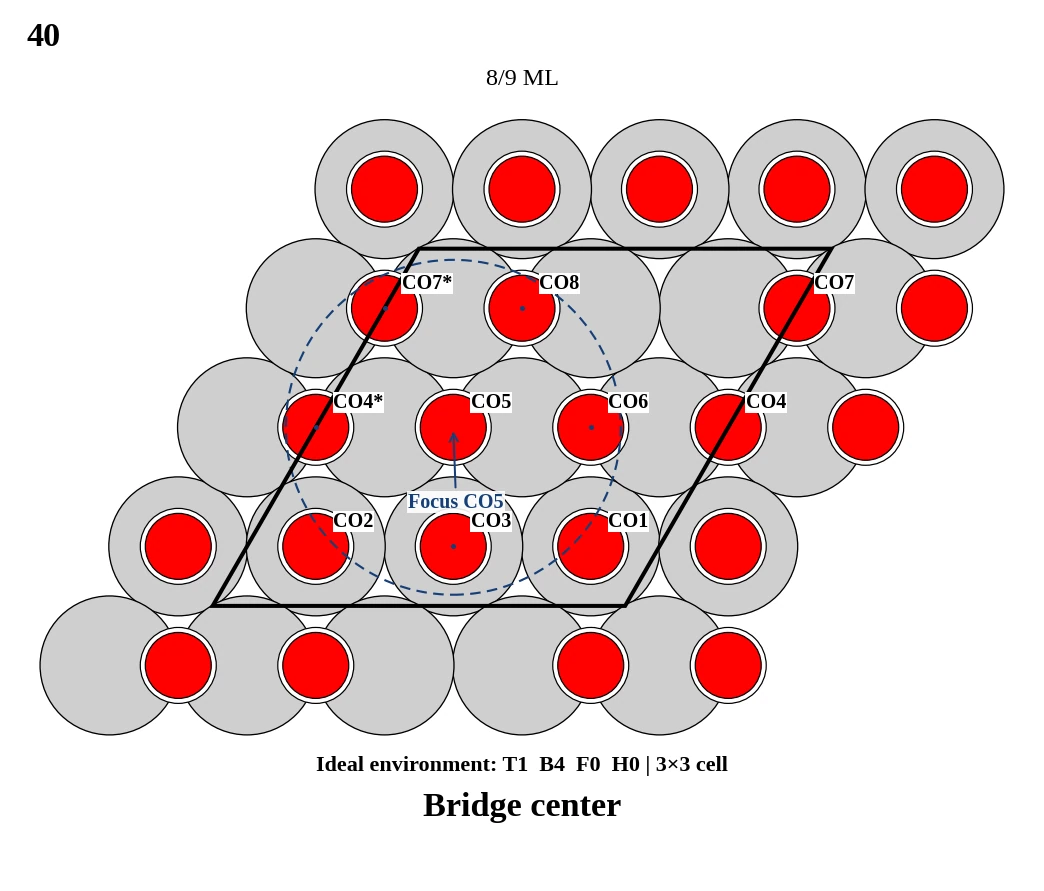 40
8/9 ML
CO7*
CO8
CO7
CO4*
CO5
CO6
CO4
Focus CO5
CO2
CO3
CO1
Ideal environment: T1  B4  F0  H0 | 3×3 cell
Bridge center